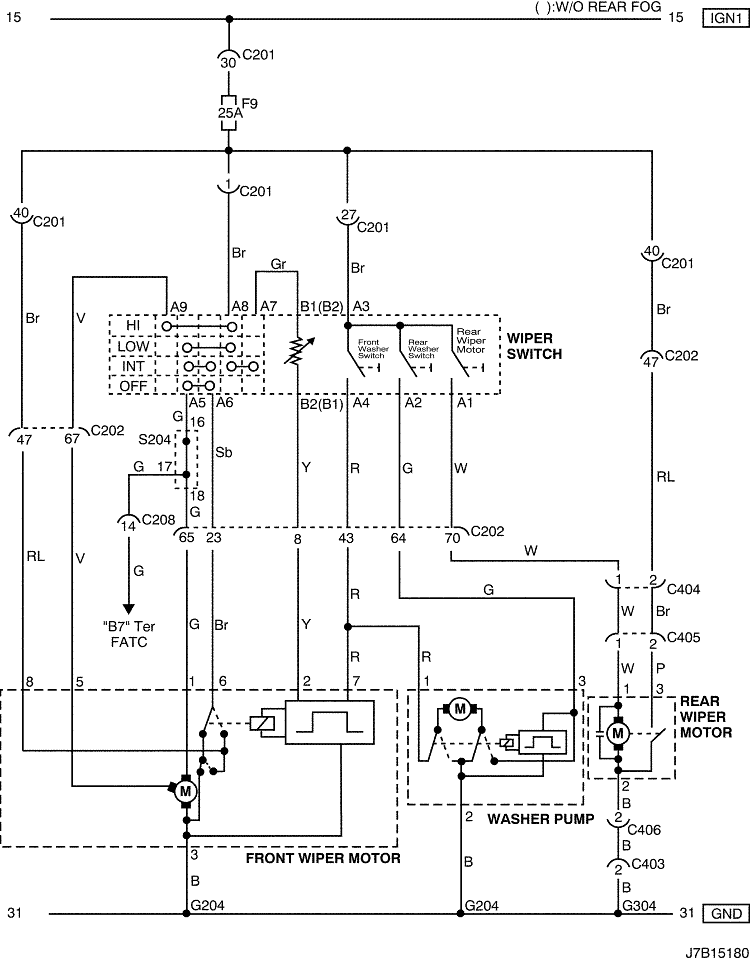 ( ):W/O REAR FOG
15
15
IGN1
30
C201
F9
25A
1
C201
40
C201
27
C201
40
C201
Br
Gr
Br
Br
Br
V
A9
A8
A7
B1(B2)
A3
HI
LOW
INT
OFF
Front
Washer
Switch
Rear
Washer
Switch
Rear
Wiper
Motor
WIPER
SWITCH
C202
47
A5
A6
B2(B1)
A4
A2
A1
G
16
S204
47
67
C202
Sb
G
17
18
Y
R
G
W
RL
14
C208
G
65
23
8
43
64
70
C202
W
RL
V
G
G
1
2
C404
"B7" Ter
FATC
G
Br
Y
R
W
Br
1
2
C405
R
R
W
P
8
5
1
6
2
7
1
3
1
3
M
M
M
REAR
WIPER
MOTOR
2
B
2
C406
2
WASHER PUMP
3
FRONT WIPER MOTOR
B
B
B
2
C403
B
31
G204
G204
G304
31
GND
J7B15180